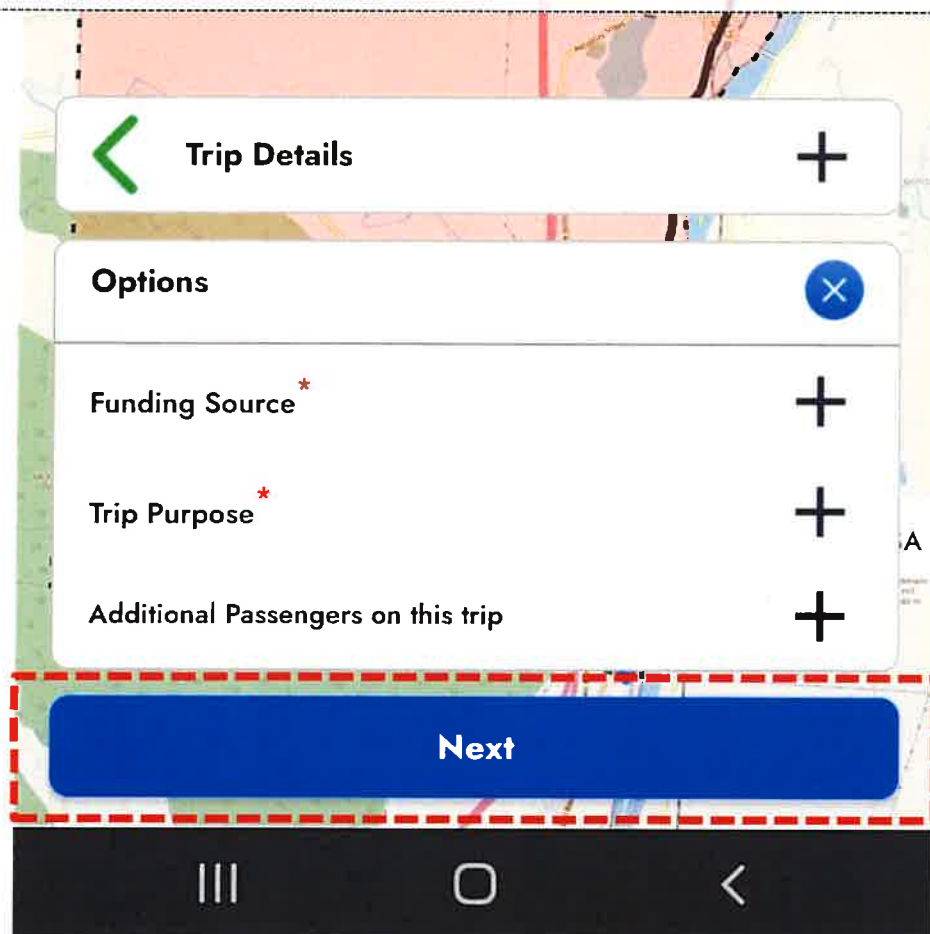 Trip Details
Options
Funding Source*
Trip Purpose*
A
Additional Passengers on this trip
Next